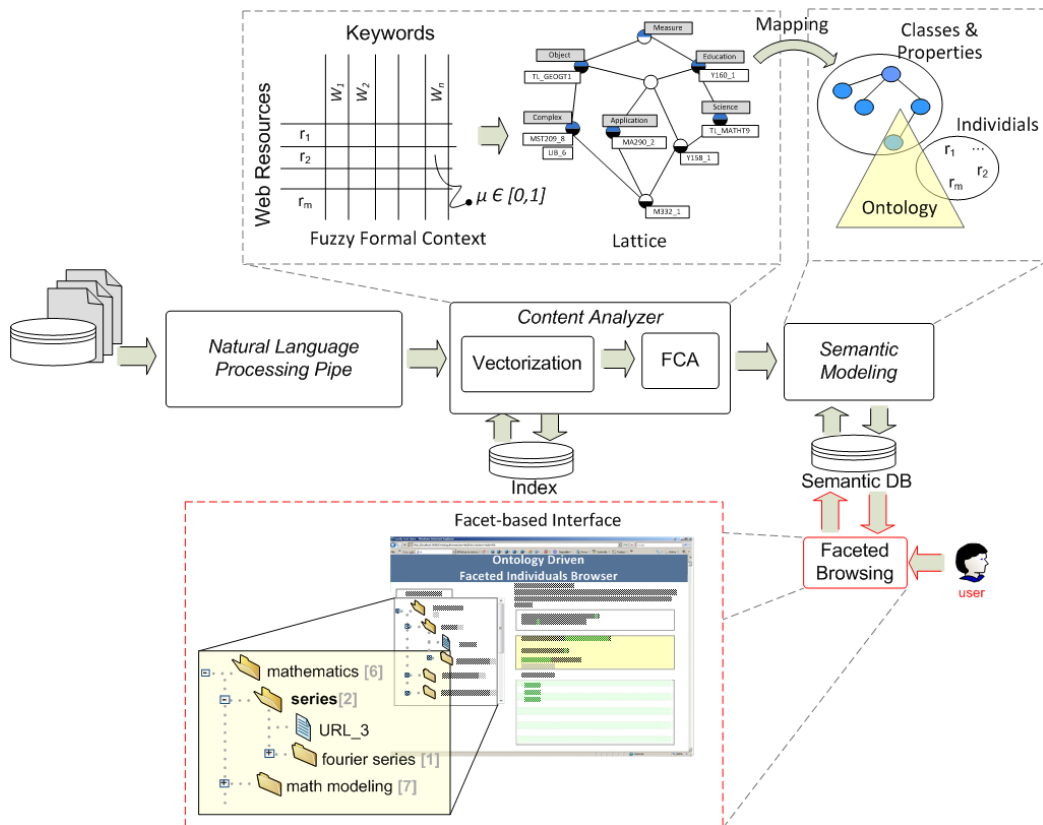 Keywords
Web Resources
W1
W2
Wn
r1
r2
rm
μ ∈ [0,1]
Fuzzy Formal Context
Measure
Object
TL_GEOGT1
Education
Y160_1
Complex
MST209_8
LIB_6
Application
MA290_2
Science
TL_MATHT9
Y158_1
M332_1
Lattice
Mapping
Classes &
Properties
Individials
r1 ...
r2
rm
Ontology
Natural Language
Processing Pipe
Content Analyzer
Vectorization
FCA
Semantic
Modeling
Index
Semantic DB
Faceted
Browsing
user
Facet-based Interface
Ontology Driven
Faceted Individuals Browser
mathematics [6]
series[2]
URL_3
fourier series [1]
math modeling [7]